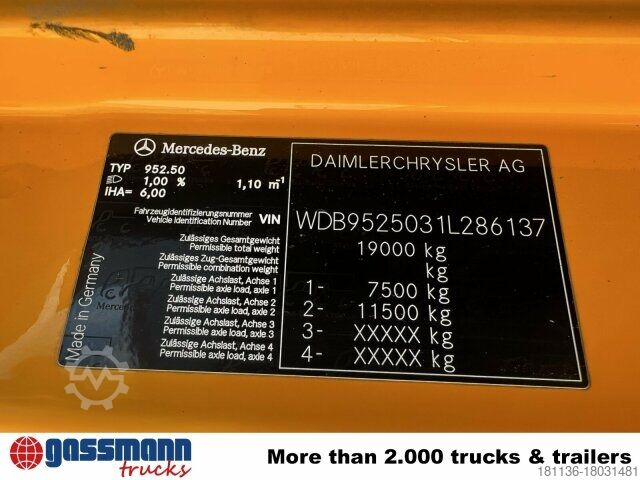 Mercedes-Benz
TYP 952.50
1,00 % 1,10 m⁻¹
IHA= 6,00
DAIMLERCHRYSLER AG
Fahrzeugidentifizierungsnummer
Vehicle Identification Number VIN WDB9525031L286137
Zulässiges Gesamtgewicht
Permissible total weight 19000 kg
Zulässiges Zug-Gesamtgewicht
Permissible combination weight kg
Zulässige Achslast, Achse 1
Permissible axle load, axle 1 1- 7500 kg
Zulässige Achslast, Achse 2
Permissible axle load, axle 2 2- 11500 kg
Zulässige Achslast, Achse 3
Permissible axle load, axle 3 3- XXXXX kg
Zulässige Achslast, Achse 4
Permissible axle load, axle 4 4- XXXXX kg
Made in Germany
gassmann
trucks
More than 2.000 trucks & trailers
181136-18031481